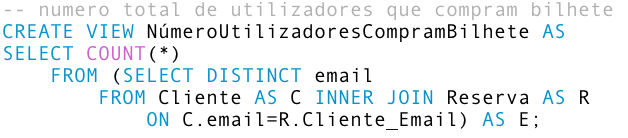 -- numero total de utilizadores que compram bilhete
CREATE VIEW NúmeroUtilizadoresCompramBilhete AS
SELECT COUNT(*)
    FROM (SELECT DISTINCT email
        FROM Cliente AS C INNER JOIN Reserva AS R
            ON C.email=R.Cliente_Email) AS E;